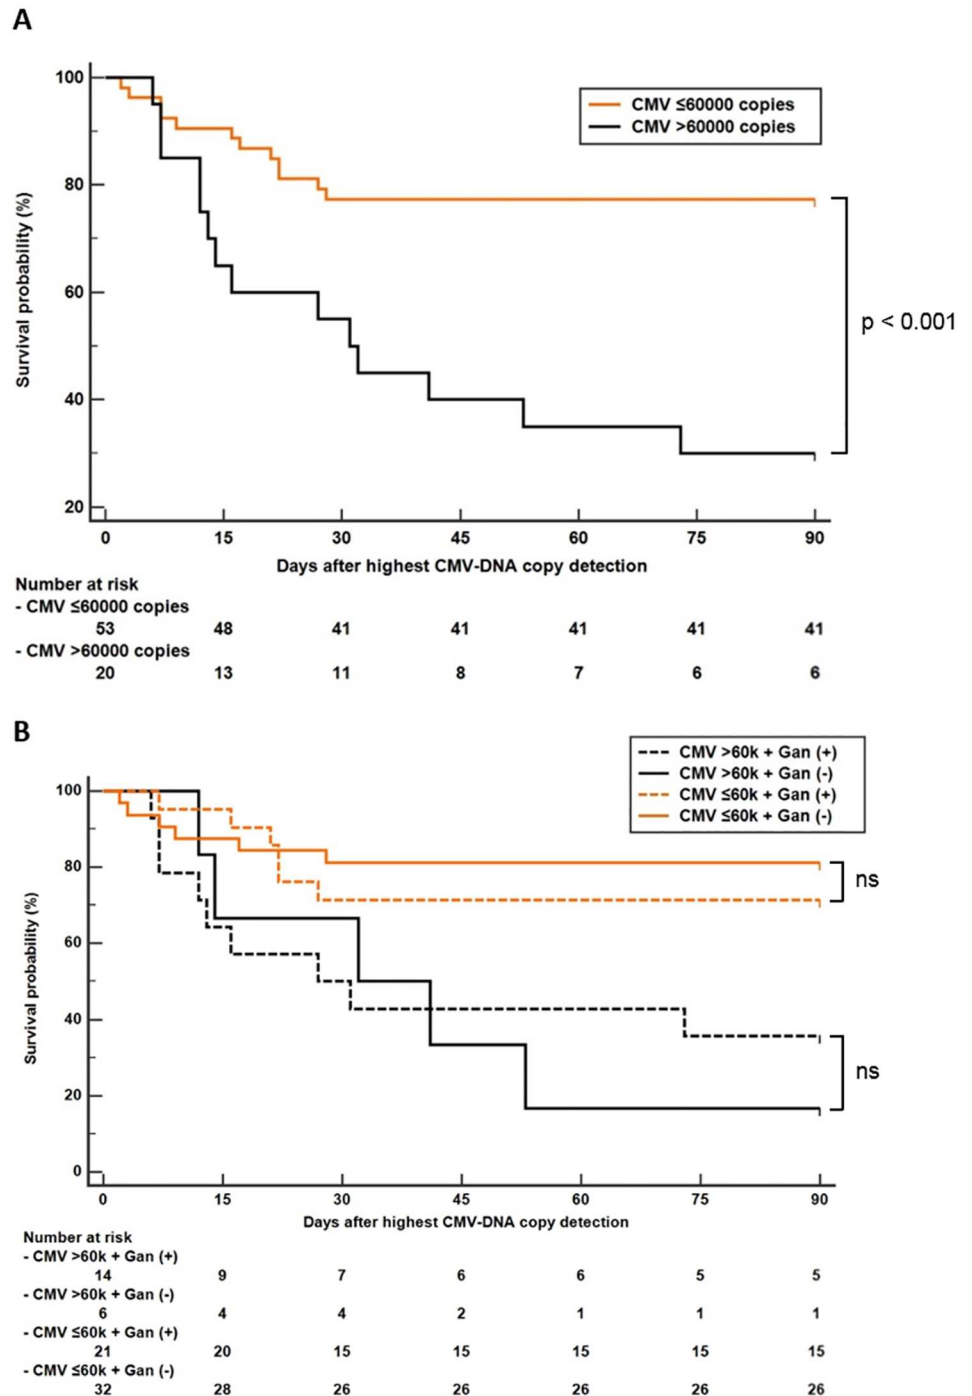 A
100
80
60
40
20
Survival probability (%)
CMV ≤60000 copies
CMV >60000 copies
p < 0.001
0 15 30 45 60 75 90
Days after highest CMV-DNA copy detection
Number at risk
- CMV ≤60000 copies
53 48 41 41 41 41 41
- CMV >60000 copies
20 13 11 8 7 6 6
B
CMV >60k + Gan (+)
CMV >60k + Gan (-)
CMV ≤60k + Gan (+)
CMV ≤60k + Gan (-)
100
80
60
40
20
0
Survival probability (%)
ns
ns
0 15 30 45 60 75 90
Days after highest CMV-DNA copy detection
Number at risk
- CMV >60k + Gan (+)
14 9 7 6 6 5 5
- CMV >60k + Gan (-)
6 4 4 2 1 1 1
- CMV ≤60k + Gan (+)
21 20 15 15 15 15 15
- CMV ≤60k + Gan (-)
32 28 26 26 26 26 26